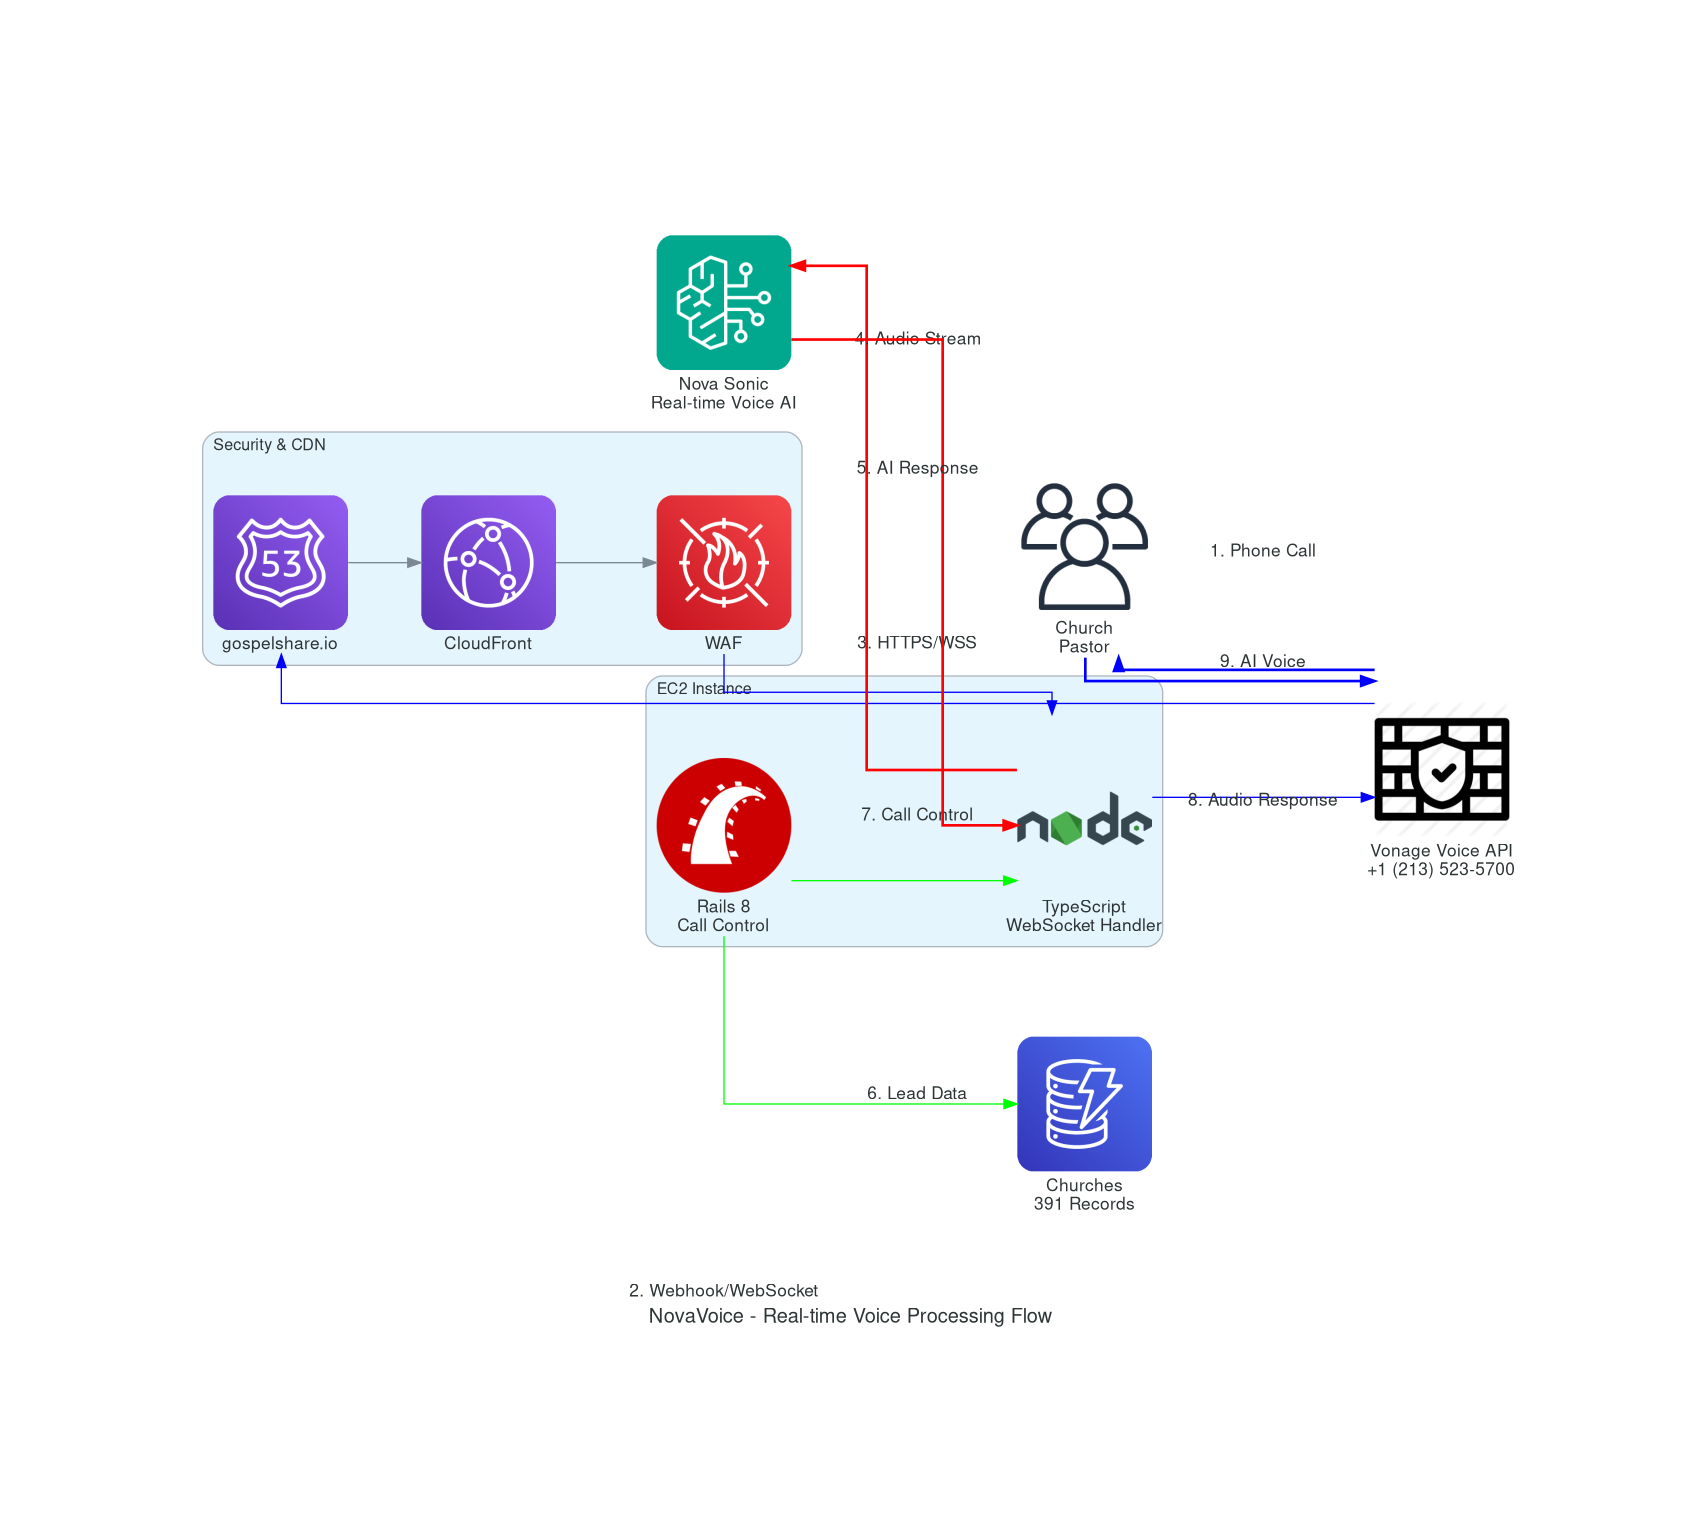 4. Audio Stream
Nova Sonic
Real-time Voice AI
Security & CDN
5. AI Response
53
1. Phone Call
gospelshare.io
CloudFront
WAF
3. HTTPS/WSS
Church
Pastor
9. AI Voice
EC2 Instance
node
7. Call Control
8. Audio Response
Vonage Voice API
+1 (213) 523-5700
Rails 8
Call Control
TypeScript
WebSocket Handler
6. Lead Data
Churches
391 Records
2. Webhook/WebSocket
NovaVoice - Real-time Voice Processing Flow